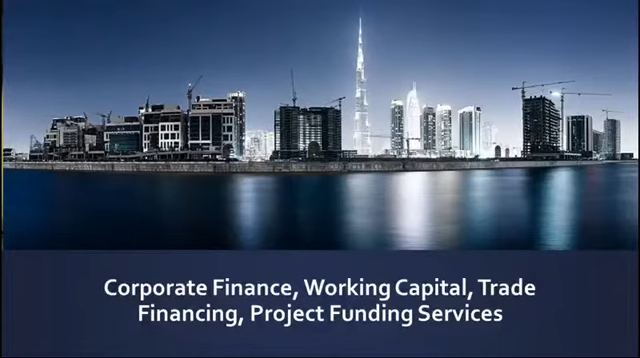 Corporate Finance, Working Capital, Trade
Financing, Project Funding Services